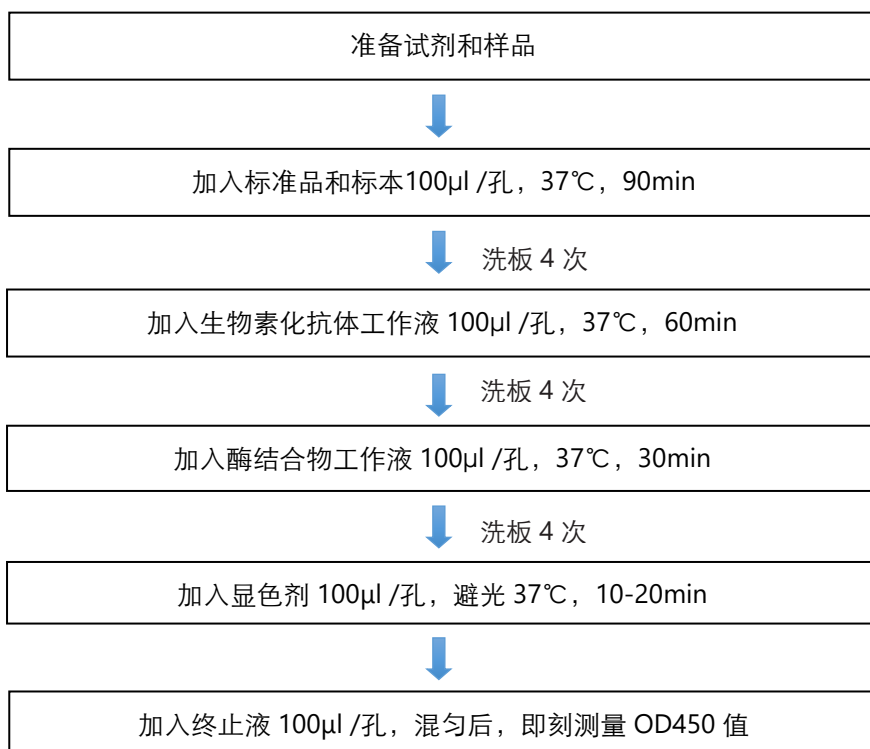 准备试剂和样品
加入标准品和标本100μl /孔，37℃，90min
洗板 4 次
加入生物素化抗体工作液 100μl /孔，37℃，60min
洗板 4 次
加入酶结合物工作液 100μl /孔，37℃，30min
洗板 4 次
加入显色剂 100μl /孔，避光 37℃，10-20min
加入终止液 100μl /孔，混匀后，即刻测量 OD450 值